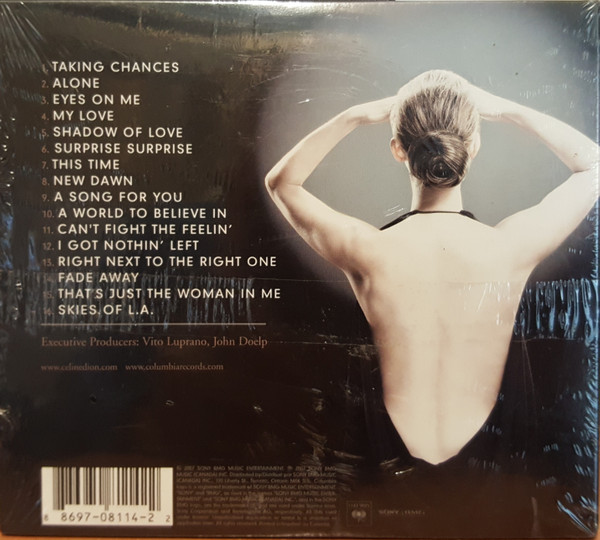 1. TAKING CHANCES
2. ALONE
3. EYES ON ME
4. MY LOVE
5. SHADOW OF LOVE
6. SURPRISE SURPRISE
7. THIS TIME
8. NEW DAWN
9. A SONG FOR YOU
10. A WORLD TO BELIEVE IN
11. CAN'T FIGHT THE FEELIN'
12. I GOT NOTHIN' LEFT
13. RIGHT NEXT TO THE RIGHT ONE
14. FADE AWAY
15. THAT'S JUST THE WOMAN IN ME
16. SKIES OF L.A.
Executive Producers: Vito Luprano, John Doelp
www.celinedion.com www.columbiarecords.com
8 8697-08114-2 2